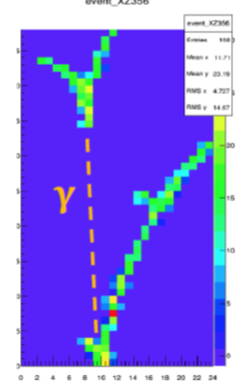 event_XZ356
event_XZ356
Entries
Mean x 11.71
Mean y 23.19
RMS x 4.727
RMS y 14.67
20
15
10
5
0
γ
0 2 4 6 8 10 12 14 16 18 20 22 24